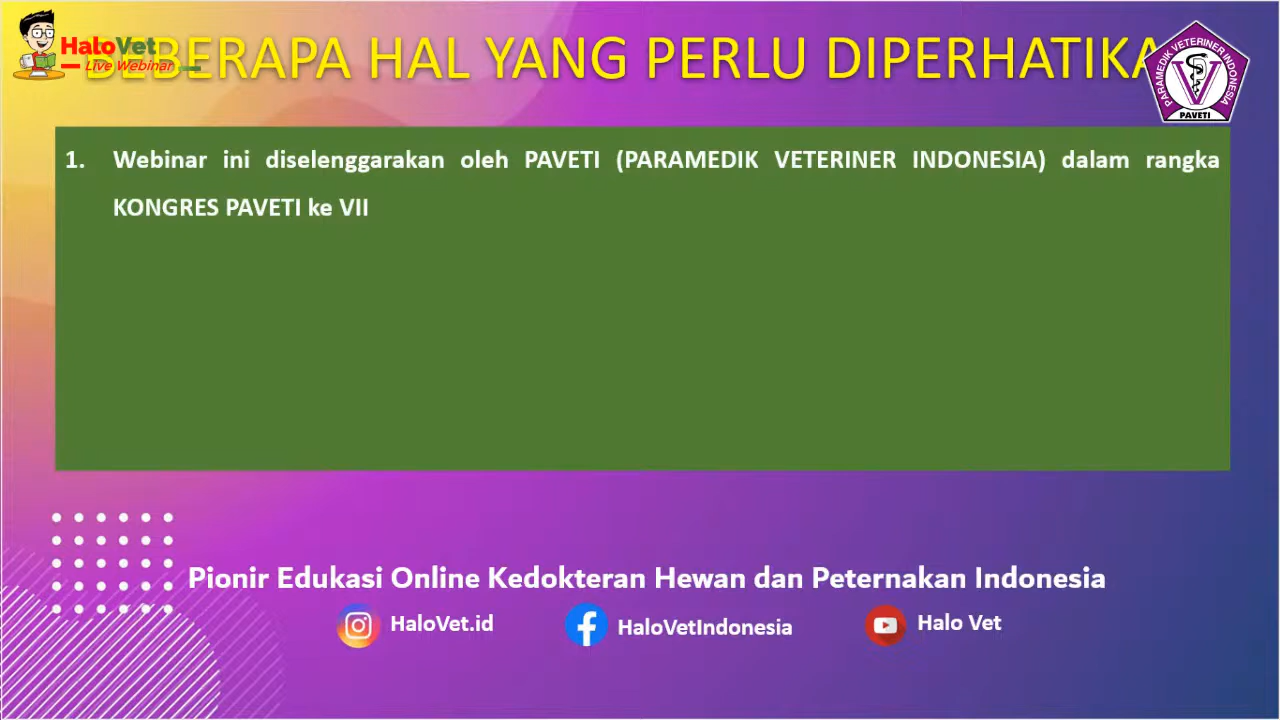 HaloVet
Live Webinar
BEBERAPA HAL YANG PERLU DIPERHATIKA
PARAMEDIK VETERINER INDONESIA
V
PAVETI
1. Webinar ini diselenggarakan oleh PAVETI (PARAMEDIK VETERINER INDONESIA) dalam rangka
KONGRES PAVETI ke VII
Pionir Edukasi Online Kedokteran Hewan dan Peternakan Indonesia
HaloVet.id
HaloVetIndonesia
Halo Vet